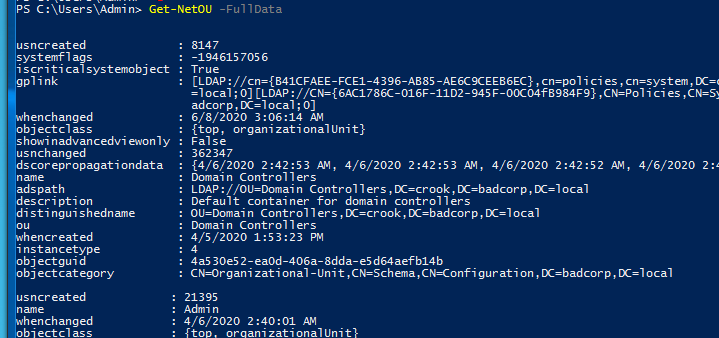 PS C:\Users\Admin> Get-NetOU -FullData
usncreated : 8147
systemflags : -1946157056
iscriticalsystemobject : True
gplink : [LDAP://cn={B41CFAEE-FCE1-4396-AB85-AE6C9CEEB6EC},cn=policies,cn=system,DC=
=local;0][LDAP://CN={6AC1786C-016F-11D2-945F-00C04fB984F9},CN=Policies,CN=Sy
adcorp,DC=local;0]
whenchanged : 6/8/2020 3:06:14 AM
objectclass : {top, organizationalUnit}
showinadvancedviewonly : False
usnchanged : 362347
dscorepropagationdata : {4/6/2020 2:42:53 AM, 4/6/2020 2:42:53 AM, 4/6/2020 2:42:52 AM, 4/6/2020 2:4
name : Domain Controllers
adspath : LDAP://OU=Domain Controllers,DC=crook,DC=badcorp,DC=local
description : Default container for domain controllers
distinguishedname : OU=Domain Controllers,DC=crook,DC=badcorp,DC=local
ou : Domain Controllers
whencreated : 4/5/2020 1:53:23 PM
instancetype : 4
objectguid : 4a530e52-ea0d-406a-8dda-e5d64aefb14b
objectcategory : CN=Organizational-Unit,CN=Schema,CN=Configuration,DC=badcorp,DC=local
usncreated : 21395
name : Admin
whenchanged : 4/6/2020 2:40:01 AM
objectclass : {top, organizationalUnit}